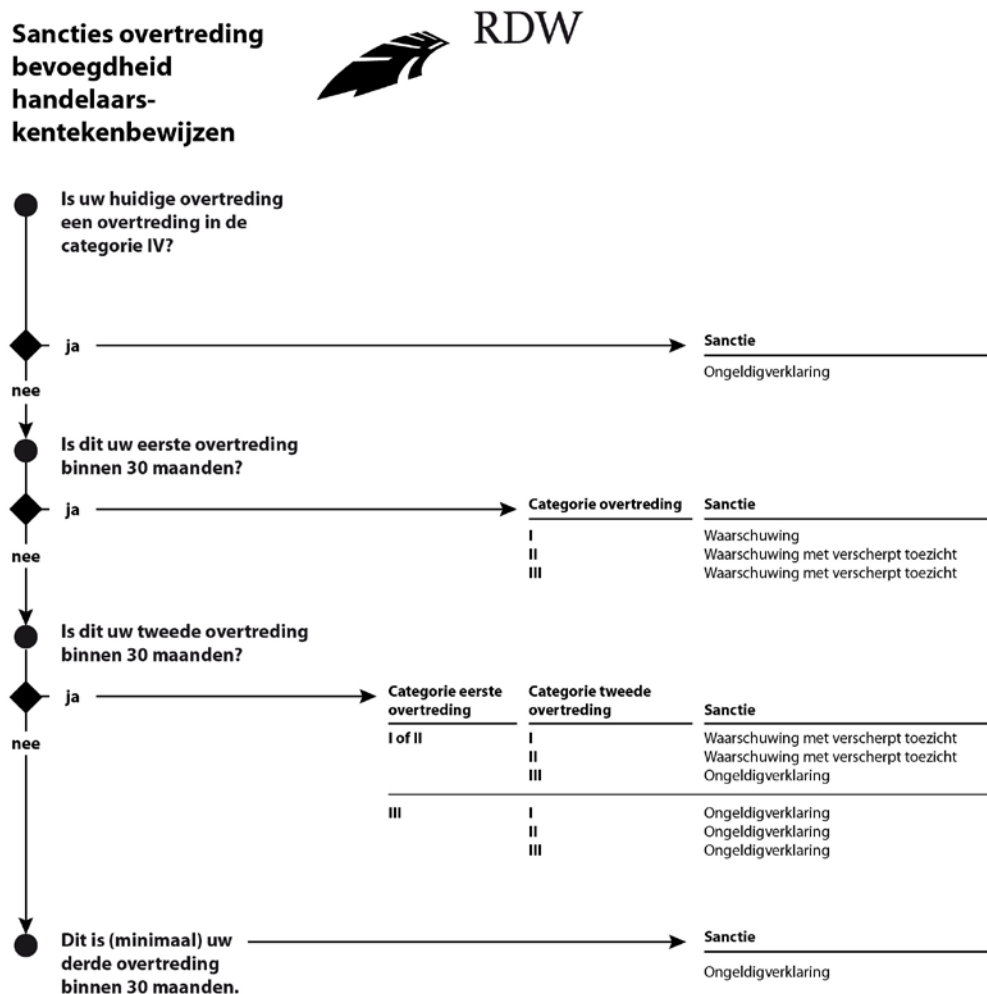 Sancties overtreding
bevoegdheid
handelaars-
kentekenbewijzen
RDW
Is uw huidige overtreding
een overtreding in de
categorie IV?
ja
Sanctie
Ongeldigverklaring
nee
Is dit uw eerste overtreding
binnen 30 maanden?
ja
Categorie overtreding Sanctie
I Waarschuwing
II Waarschuwing met verscherpt toezicht
III Waarschuwing met verscherpt toezicht
nee
Is dit uw tweede overtreding
binnen 30 maanden?
ja
Categorie eerste Categorie tweede
overtreding overtreding Sanctie
I of II I Waarschuwing met verscherpt toezicht
II Waarschuwing met verscherpt toezicht
III Ongeldigverklaring
III I Ongeldigverklaring
II Ongeldigverklaring
III Ongeldigverklaring
nee
Dit is (minimaal) uw
derde overtreding
binnen 30 maanden.
Sanctie
Ongeldigverklaring